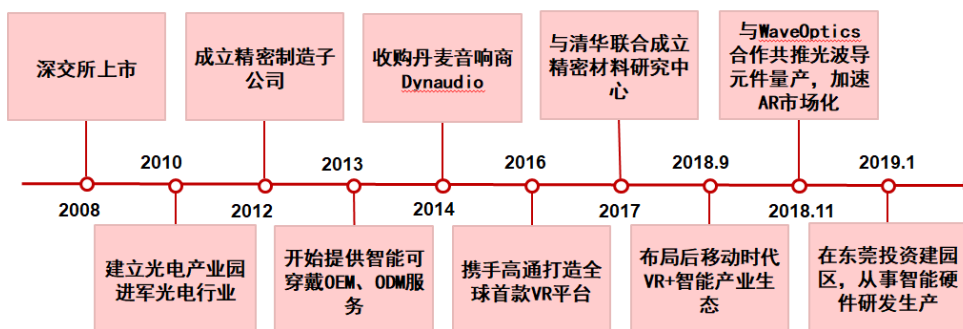 深交所上市
成立精密制造子
公司
收购丹麦音响商
Dynaudio
与清华联合成立
精密材料研究中
心
与WaveOptics
合作共推光波导
元件量产，加速
AR市场化
2010
2013
2016
2018.9
2019.1
2008
2012
2014
2017
2018.11
建立光电产业园
进军光电行业
开始提供智能可
穿戴OEM、ODM服
务
携手高通打造全
球首款VR平台
布局后移动时代
VR+智能产业生
态
在东莞投资建园
区，从事智能硬
件研发生产